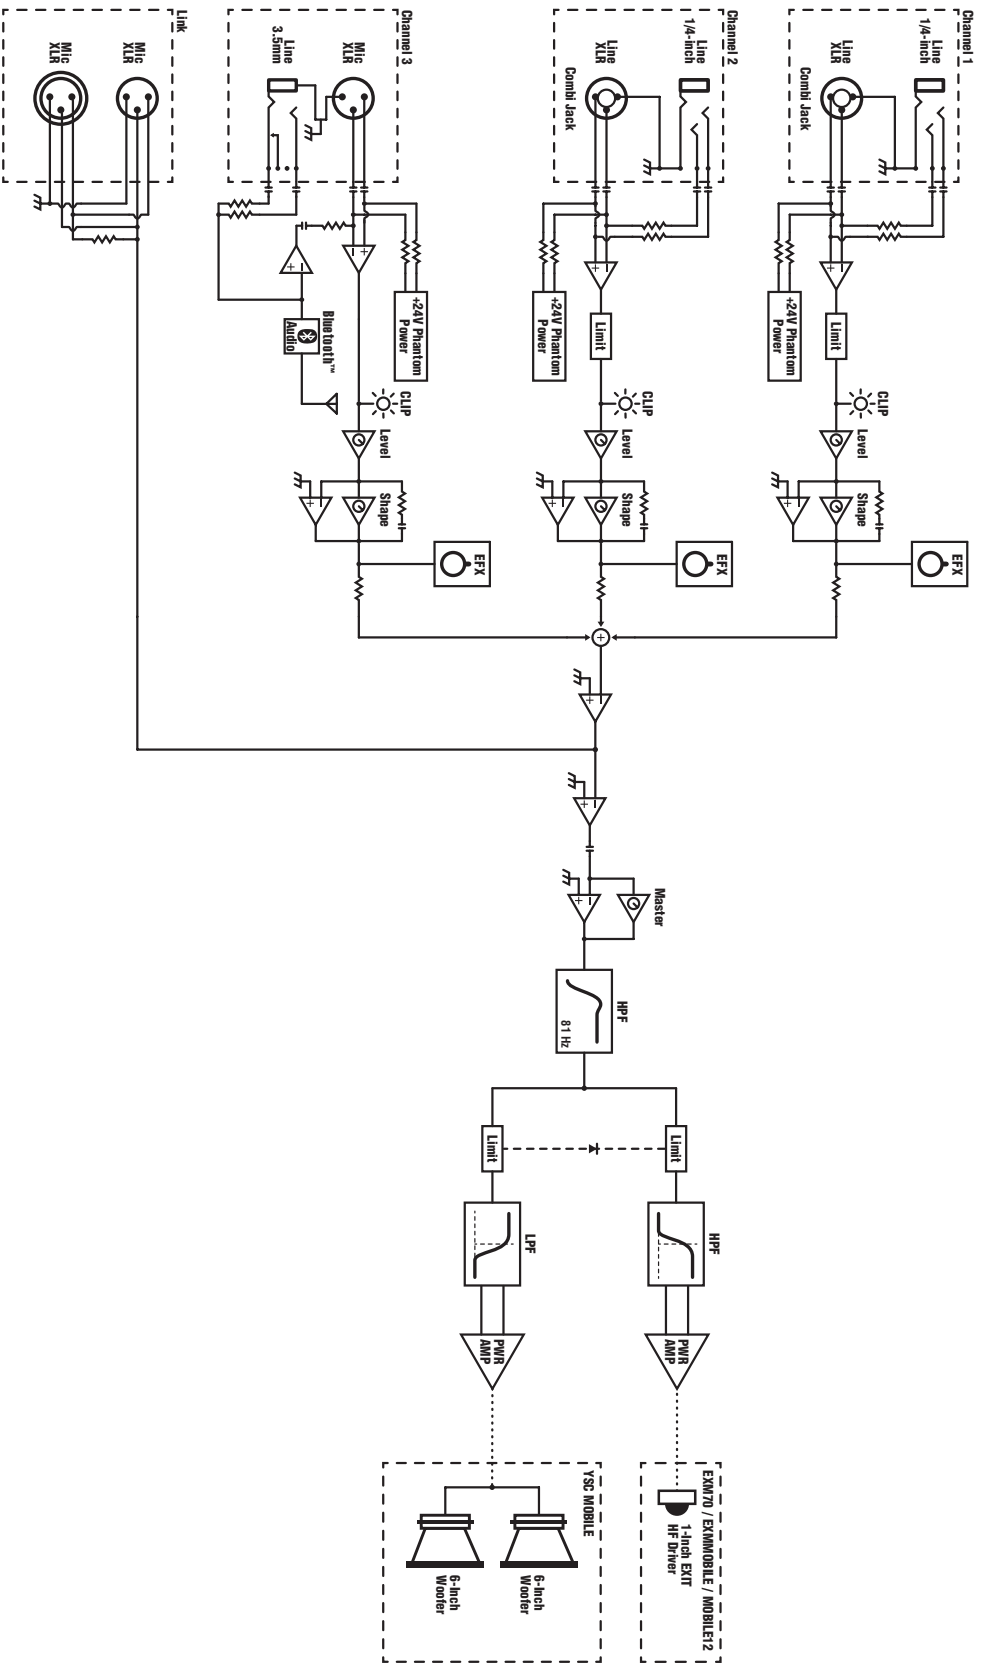 Channel 1
Line
1/4-inch
Line
XLR
Combi Jack
+24V Phantom
Power
Limit
CLIP
Level
Shape
EFX
Channel 2
Line
1/4-inch
Line
XLR
Combi Jack
+24V Phantom
Power
Limit
CLIP
Level
Shape
EFX
Channel 3
Mic
XLR
Line
3.5mm
+24V Phantom
Power
Bluetooth™
Audio
CLIP
Level
Shape
EFX
Link
Mic
XLR
Mic
XLR
Master
HPF
81 Hz
Limit
HPF
PWR
AMP
EXM70 / EXMMOBILE / MOBILE12
1-Inch EXIT
HF Driver
Limit
LPF
PWR
AMP
YSC MOBILE
6-Inch
Woofer
6-Inch
Woofer